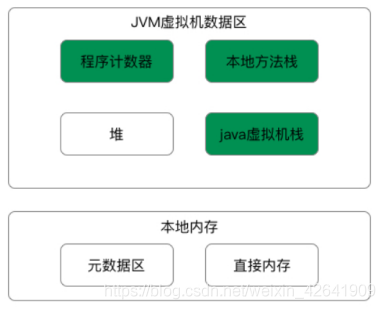 JVM虚拟机数据区
程序计数器
本地方法栈
堆
java虚拟机栈
本地内存
元数据区
直接内存
https://blog.csdn.net/weixin_42641909